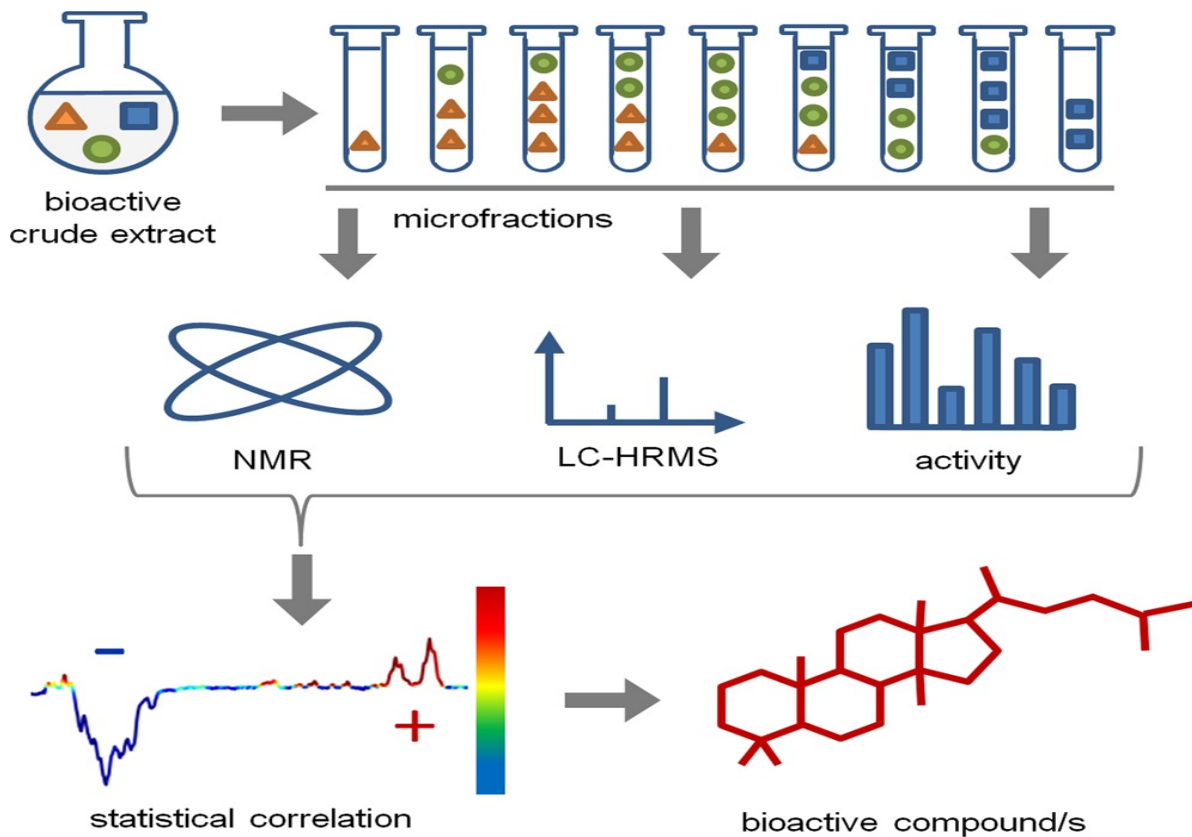 bioactive
crude extract
microfractions
NMR
LC-HRMS
activity
−
+
statistical correlation
bioactive compound/s